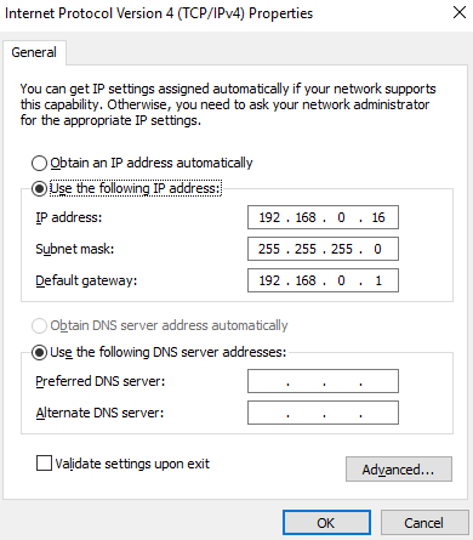 Internet Protocol Version 4 (TCP/IPv4) Properties
General
You can get IP settings assigned automatically if your network supports
this capability. Otherwise, you need to ask your network administrator
for the appropriate IP settings.
Obtain an IP address automatically
Use the following IP address:
IP address: 192 . 168 . 0 . 16
Subnet mask: 255 . 255 . 255 . 0
Default gateway: 192 . 168 . 0 . 1
Obtain DNS server address automatically
Use the following DNS server addresses:
Preferred DNS server: . . .
Alternate DNS server: . . .
Validate settings upon exit
Advanced...
OK Cancel